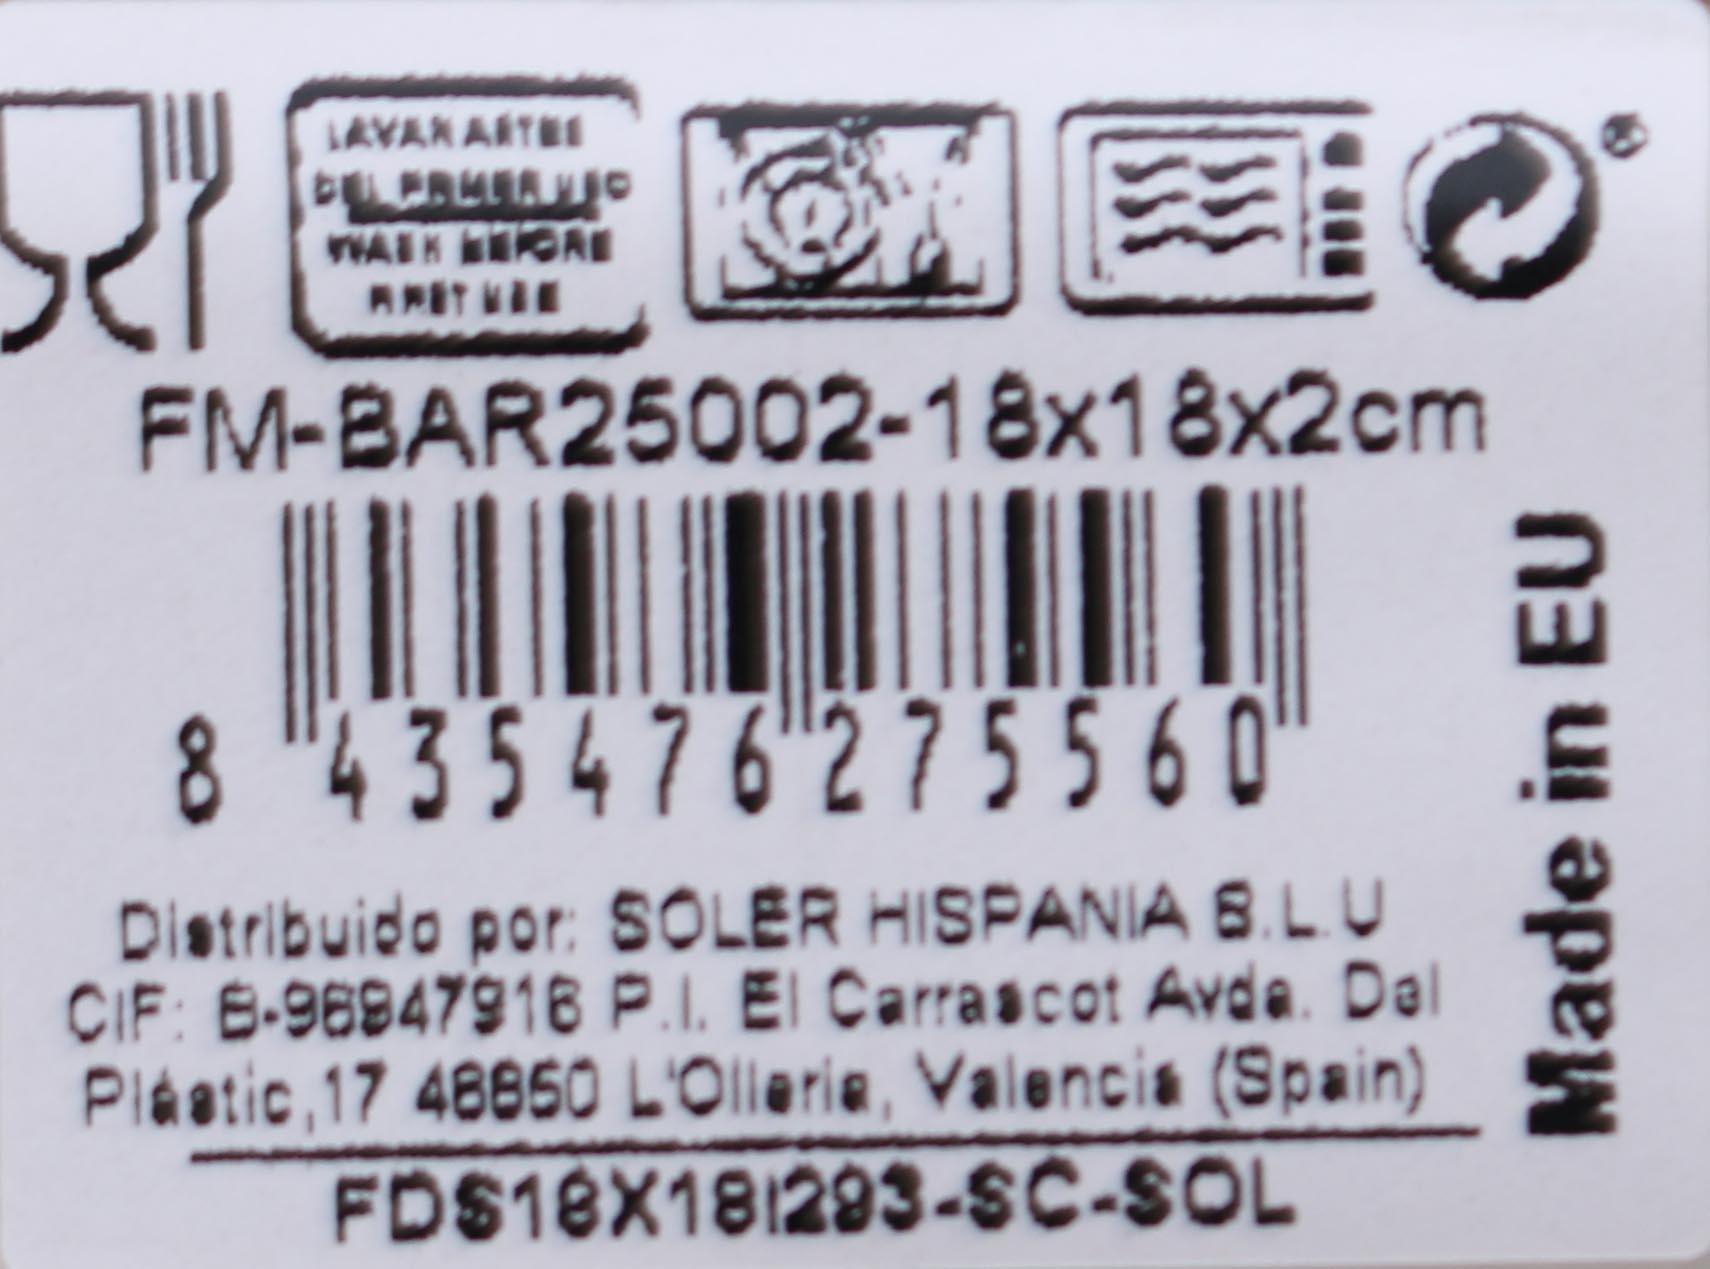 LAVAR ANTES
DEL PRIMER USO
WASH BEFORE
FIRST USE
FM-BAR25002-18x18x2cm
8 435476 275560
Made in EU
Distribuido por: SOLER HISPANIA S.L.U
CIF: B-96947916 P.I. El Carrascot Avda. Del
Plástic,17 46850 L'Olleria, Valencia (Spain)
FDS18X18I293-SC-SOL